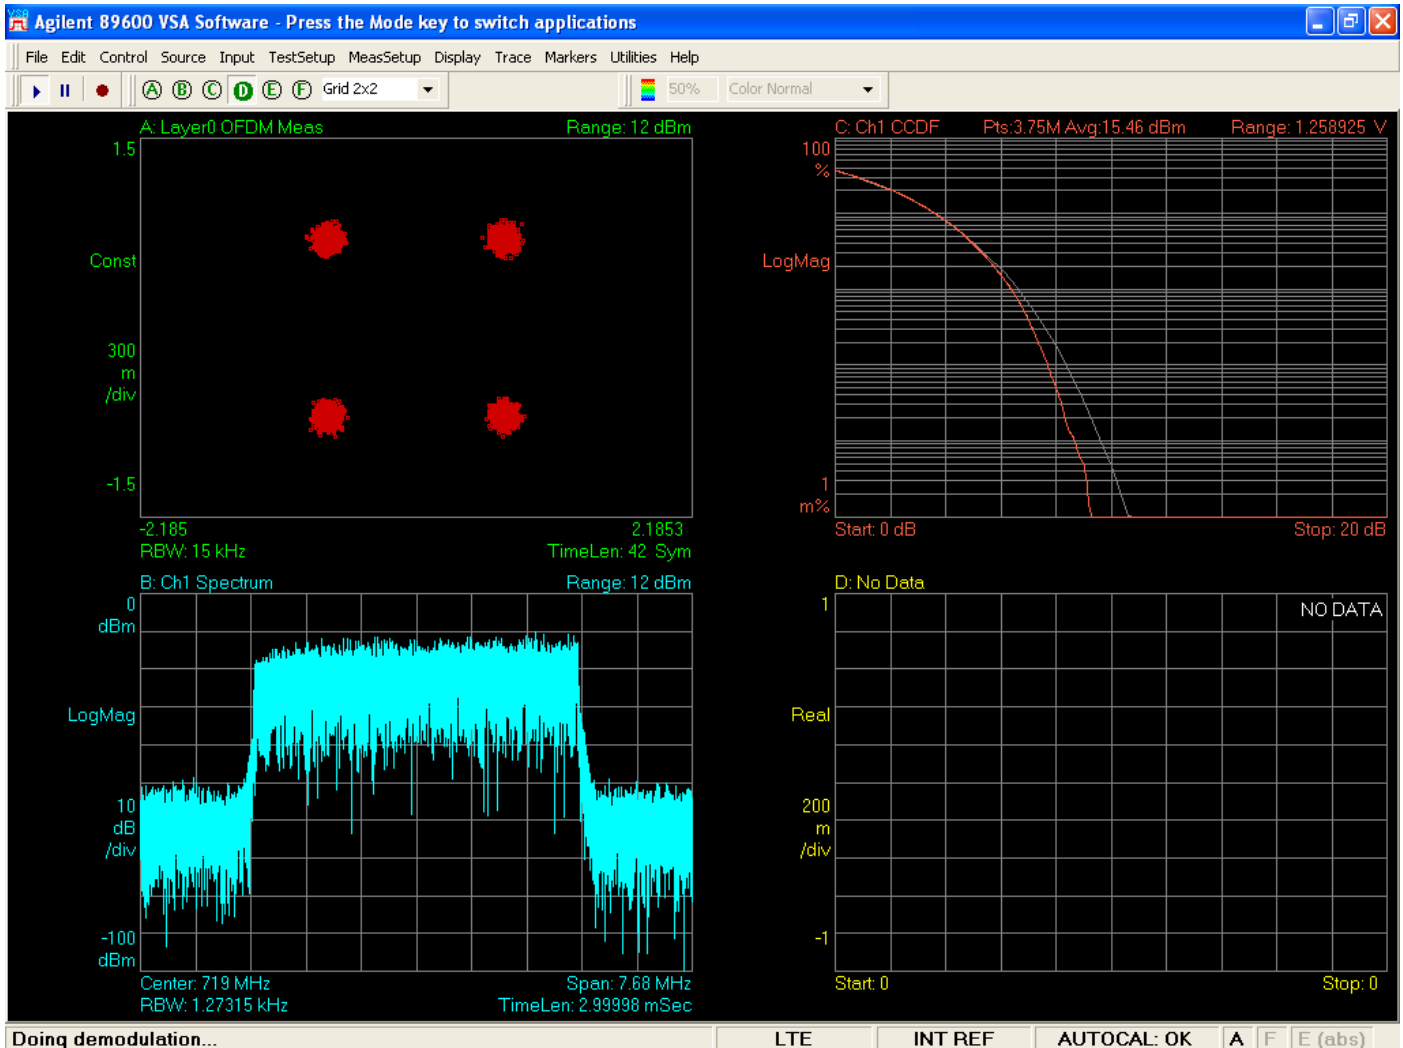 Agilent 89600 VSA Software - Press the Mode key to switch applications
File Edit Control Source Input TestSetup MeasSetup Display Trace Markers Utilities Help
A B C D E F Grid 2x2 50% Color Normal
A: Layer0 OFDM Meas Range: 12 dBm
1.5
Const
300
m
/div
-1.5
-2.185 2.1853
RBW: 15 kHz TimeLen: 42 Sym
C: Ch1 CCDF Pts:3.75M Avg:15.46 dBm Range: 1.258925 V
100
%
LogMag
1
m%
Start: 0 dB Stop: 20 dB
B: Ch1 Spectrum Range: 12 dBm
0
dBm
LogMag
10
dB
/div
-100
dBm
Center: 719 MHz Span: 7.68 MHz
RBW: 1.27315 kHz TimeLen: 2.99998 mSec
D: No Data
1 NO DATA
Real
200
m
/div
-1
Start: 0 Stop: 0
Doing demodulation... LTE INT REF AUTOCAL: OK A F E (abs)